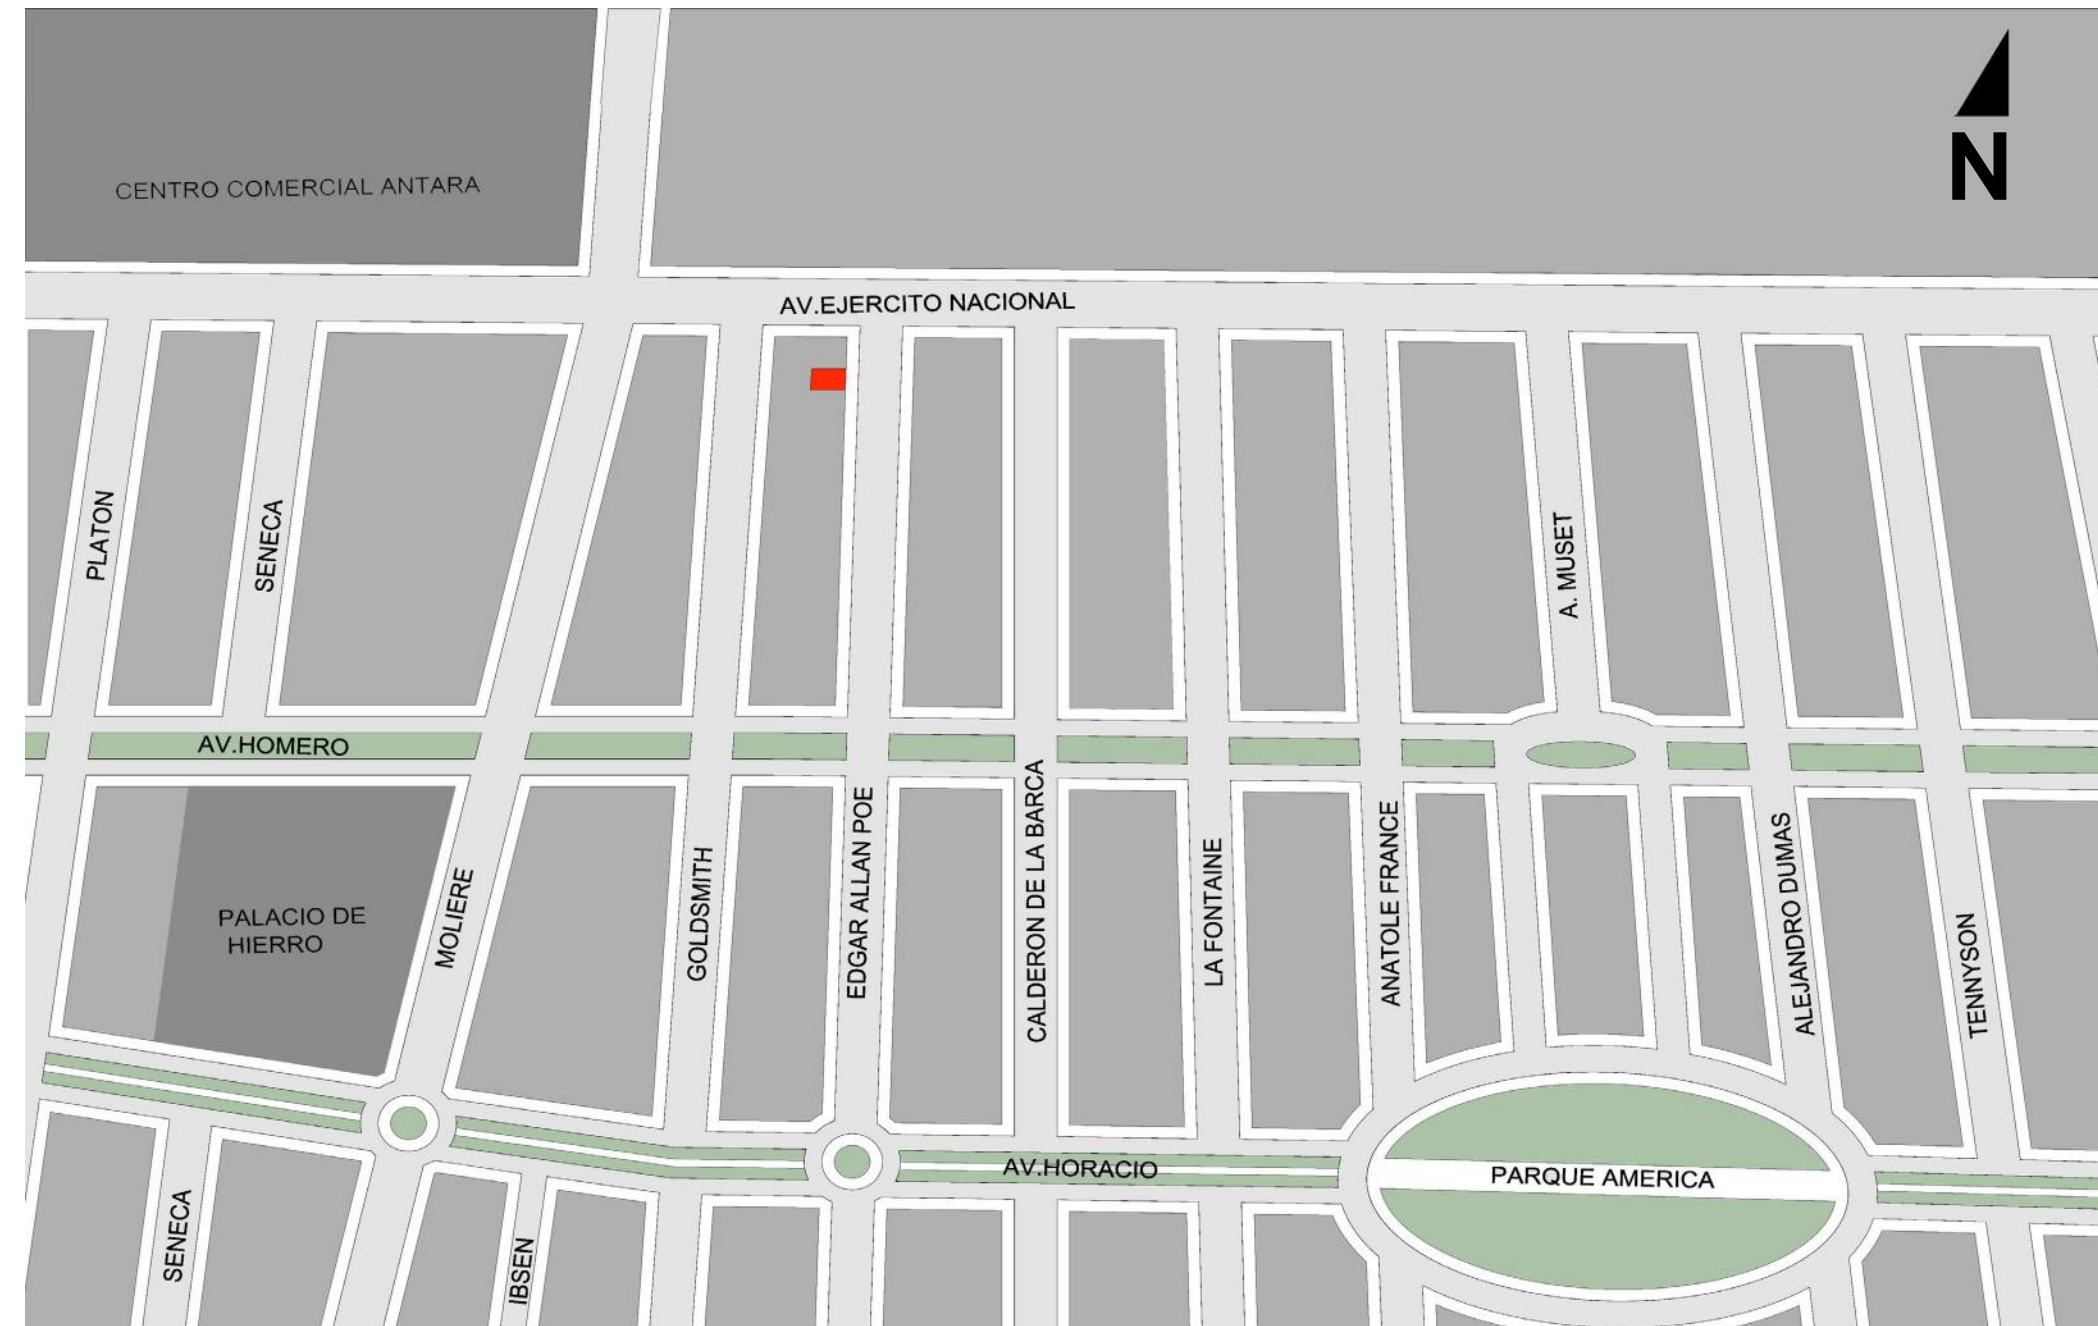 N
CENTRO COMERCIAL ANTARA
AV.EJERCITO NACIONAL
PLATON
SENECA
A. MUSET
AV.HOMERO
PALACIO DE
HIERRO
MOLIERE
GOLDSMITH
EDGAR ALLAN POE
CALDERON DE LA BARCA
LA FONTAINE
ANATOLE FRANCE
ALEJANDRO DUMAS
TENNYSON
AV.HORACIO
PARQUE AMERICA
SENECA
IBSEN